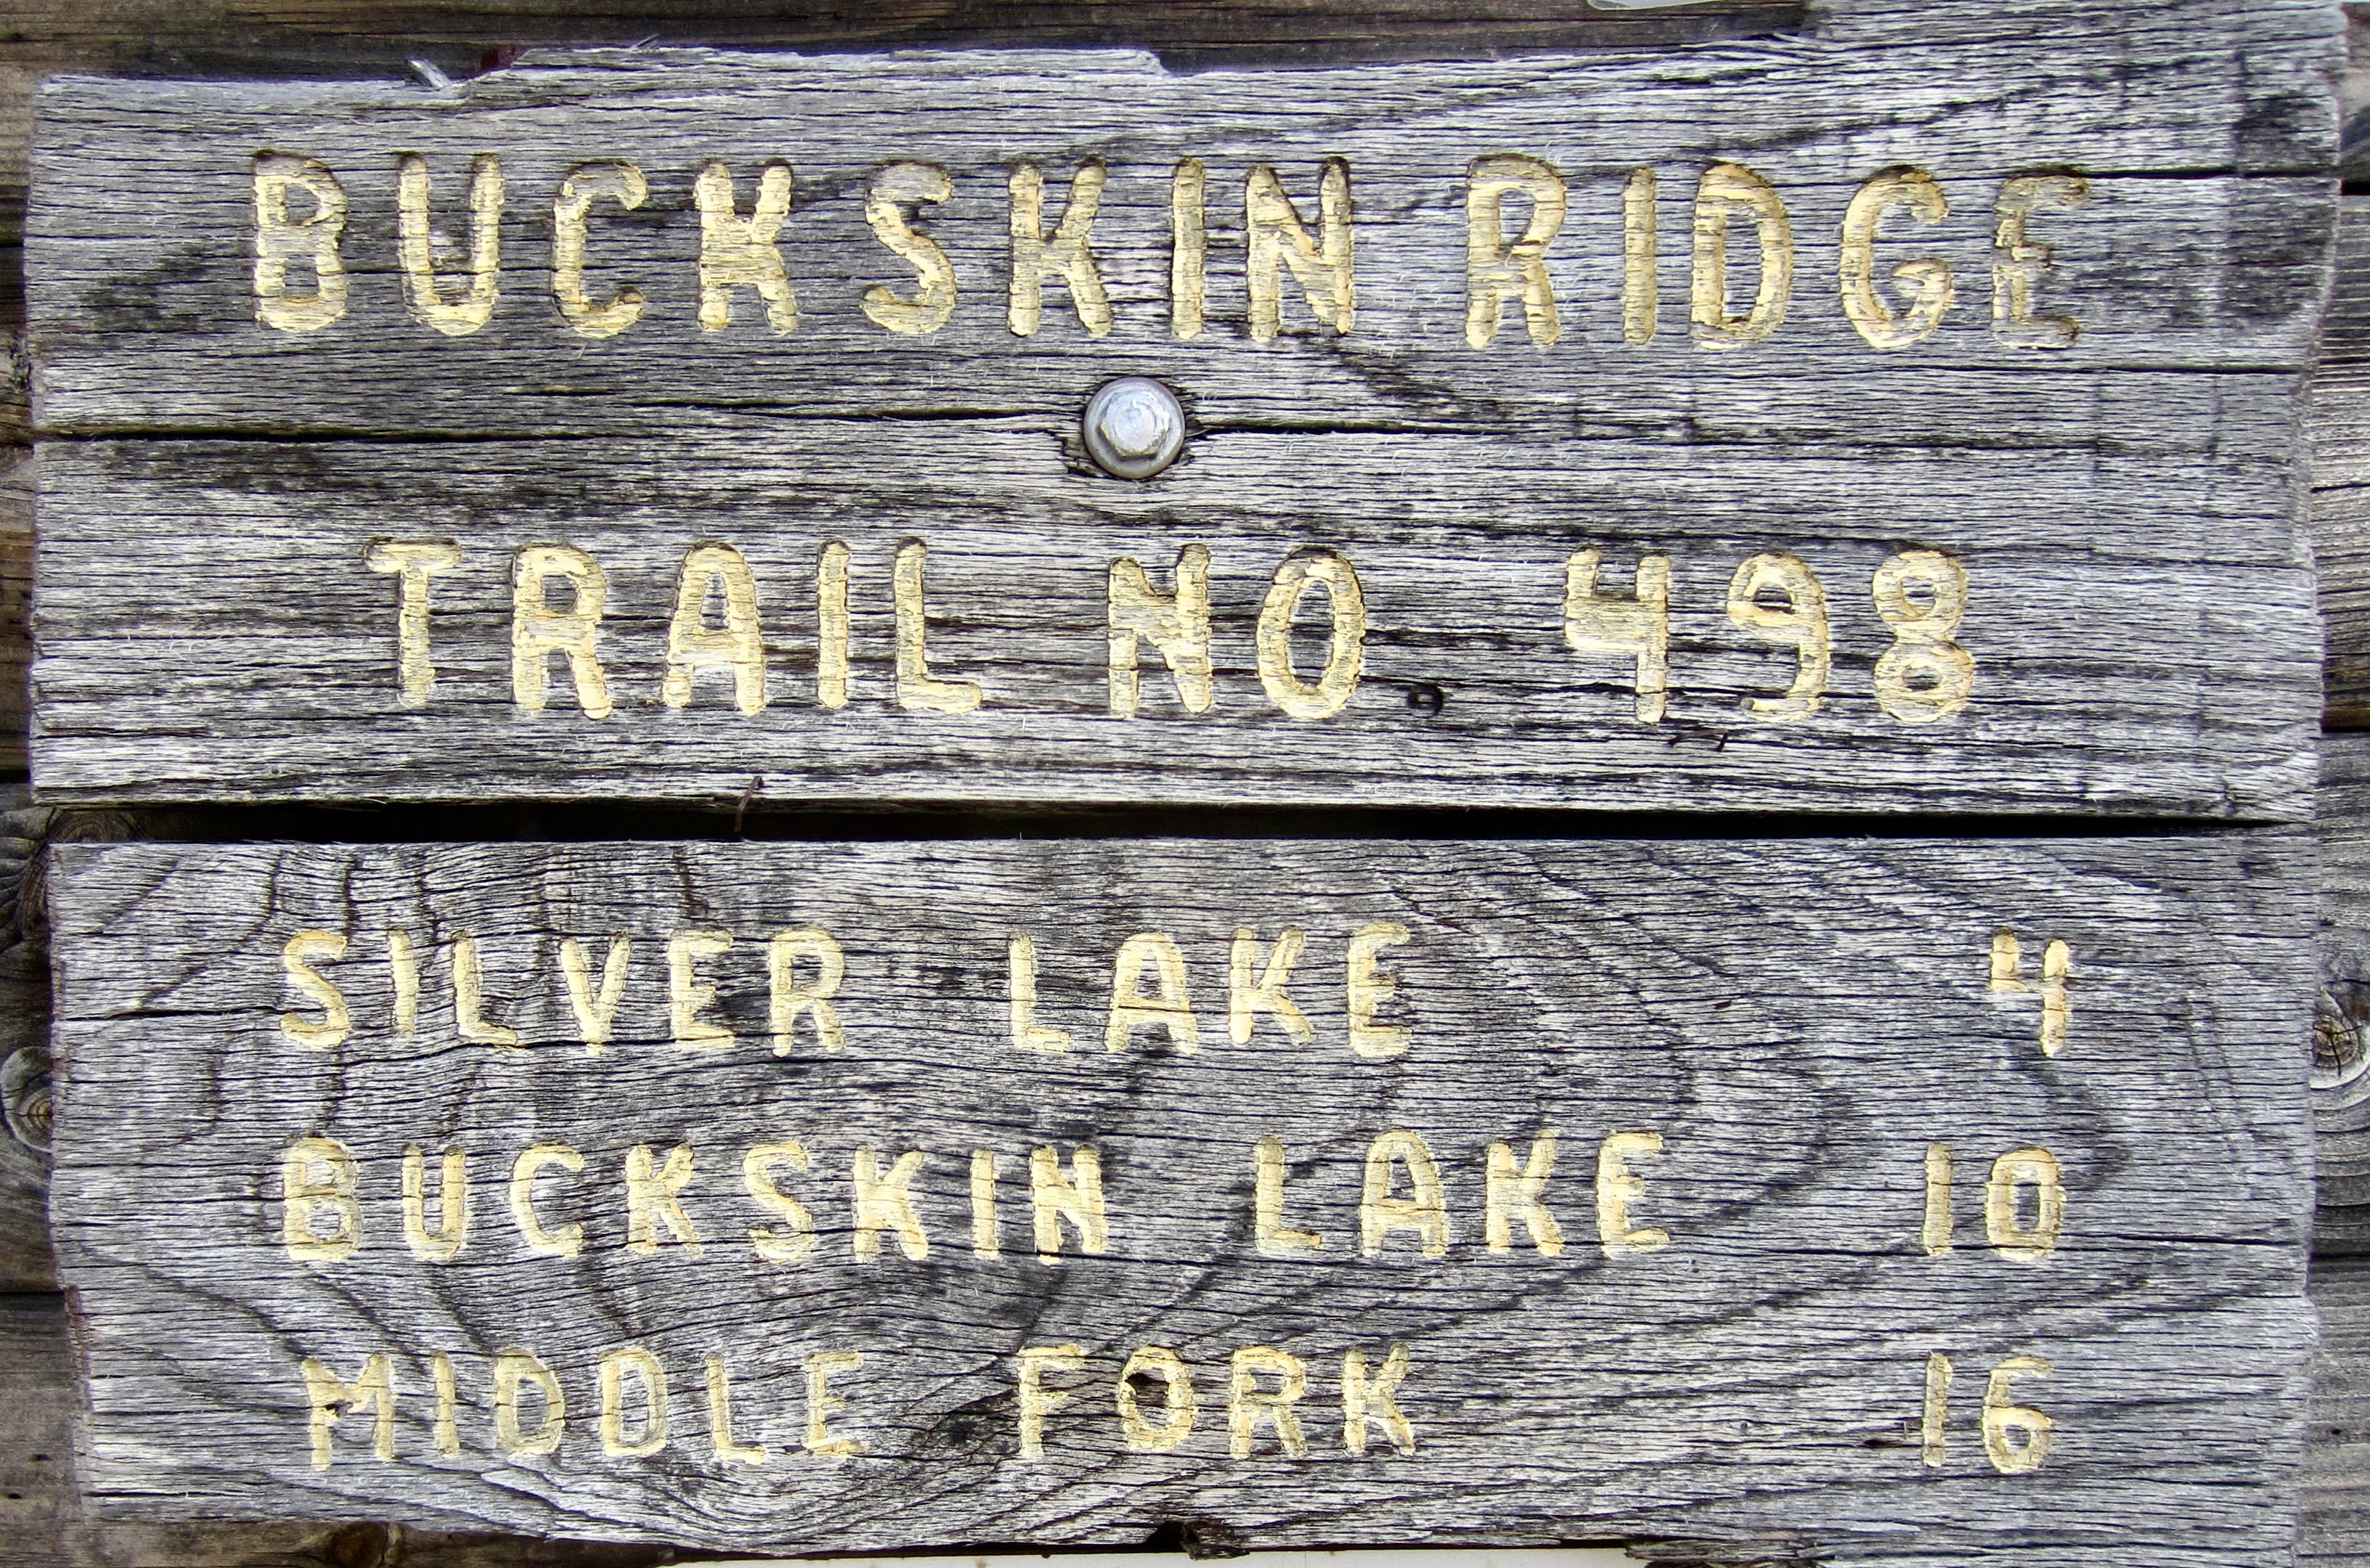 BUCKSKIN RIDGE
TRAIL NO. 498
SILVER LAKE 4
BUCKSKIN LAKE 10
MIDDLE FORK 16